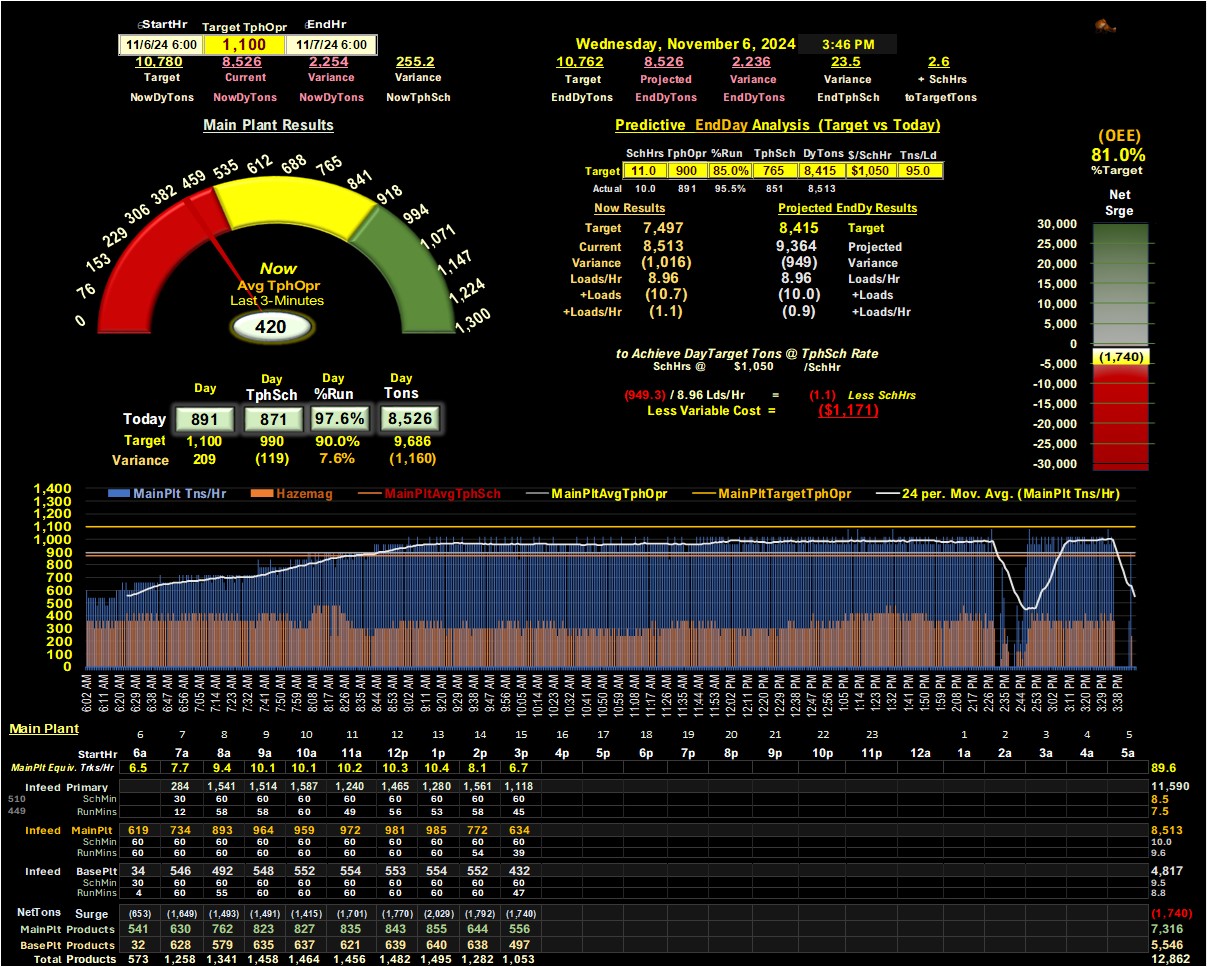 StartHr Target TphOpr EndHr
11/6/24 6:00 1,100 11/7/24 6:00
Wednesday, November 6, 2024 3:46 PM
10,780 8,526 2,254 255.2 10,762 8,526 2,236 23.5 2.6
Target Current Variance Variance Target Projected Variance Variance + SchHrs
NowDyTons NowDyTons NowDyTons NowTphSch EndDyTons EndDyTons EndDyTons EndTphSch toTargetTons
Main Plant Results
0 76 153 229 306 382 459 535 612 688 765 841 918 994 1,071 1,147 1,224 1,300
Now
Avg TphOpr
Last 3-Minutes
420
Day Day Day Day
TphSch %Run Tons
Today 891 871 97.6% 8,526
Target 1,100 990 90.0% 9,686
Variance 209 (119) 7.6% (1,160)
Predictive EndDay Analysis (Target vs Today)
SchHrs TphOpr %Run TphSch DyTons $/SchHr Tns/Ld
Target 11.0 900 85.0% 765 8,415 $1,050 95.0
Actual 10.0 891 95.5% 851 8,513
Now Results Projected EndDy Results
Target 7,497 8,415 Target
Current 8,513 9,364 Projected
Variance (1,016) (949) Variance
Loads/Hr 8.96 8.96 Loads/Hr
+Loads (10.7) (10.0) +Loads
+Loads/Hr (1.1) (0.9) +Loads/Hr
to Achieve DayTarget Tons @ TphSch Rate
SchHrs @ $1,050 /SchHr
(949.3) / 8.96 Lds/Hr = (1.1) Less SchHrs
Less Variable Cost = ($1,171)
(OEE)
81.0%
%Target
Net
Srge
30,000
25,000
20,000
15,000
10,000
5,000
0
(1,740)
-5,000
-10,000
-15,000
-20,000
-25,000
-30,000
MainPlt Tns/Hr Hazemag MainPltAvgTphSch MainPltAvgTphOpr MainPltTargetTphOpr 24 per. Mov. Avg. (MainPlt Tns/Hr)
1,400
1,300
1,200
1,100
1,000
900
800
700
600
500
400
300
200
100
0
6:02 AM 6:11 AM 6:20 AM 6:29 AM 6:38 AM 6:47 AM 6:56 AM 7:05 AM 7:14 AM 7:23 AM 7:32 AM 7:41 AM 7:50 AM 7:59 AM 8:08 AM 8:17 AM 8:26 AM 8:35 AM 8:44 AM 8:53 AM 9:02 AM 9:11 AM 9:20 AM 9:29 AM 9:38 AM 9:47 AM 9:56 AM 10:05 AM 10:14 AM 10:23 AM 10:32 AM 10:41 AM 10:50 AM 10:59 AM 11:08 AM 11:17 AM 11:26 AM 11:35 AM 11:44 AM 11:53 AM 12:02 PM 12:11 PM 12:20 PM 12:29 PM 12:38 PM 12:47 PM 12:56 PM 1:05 PM 1:14 PM 1:23 PM 1:32 PM 1:41 PM 1:50 PM 1:59 PM 2:08 PM 2:17 PM 2:26 PM 2:35 PM 2:44 PM 2:53 PM 3:02 PM 3:11 PM 3:20 PM 3:29 PM 3:38 PM
Main Plant
6 7 8 9 10 11 12 13 14 15 16 17 18 19 20 21 22 23 1 2 3 4 5
StartHr 6a 7a 8a 9a 10a 11a 12p 1p 2p 3p 4p 5p 6p 7p 8p 9p 10p 11p 12a 1a 2a 3a 4a 5a
MainPlt Equiv. Trks/Hr 6.5 7.7 9.4 10.1 10.1 10.2 10.3 10.4 8.1 6.7 89.6
Infeed Primary 284 1,541 1,514 1,587 1,240 1,465 1,280 1,561 1,118 11,590
510 SchMin 30 60 60 60 60 60 60 60 60 8.5
449 RunMins 12 58 58 60 49 56 53 58 45 7.5
Infeed MainPlt 619 734 893 964 959 972 981 985 772 634 8,513
SchMin 60 60 60 60 60 60 60 60 60 60 10.0
RunMins 60 60 60 60 60 60 60 60 54 39 9.6
Infeed BasePlt 34 546 492 548 552 554 553 554 552 432 4,817
SchMin 30 60 60 60 60 60 60 60 60 60 9.5
RunMins 4 60 55 60 60 60 60 60 60 47 8.8
NetTons Surge (653) (1,649) (1,493) (1,491) (1,415) (1,701) (1,770) (2,029) (1,792) (1,740) (1,740)
MainPlt Products 541 630 762 823 827 835 843 855 644 556 7,316
BasePlt Products 32 628 579 635 637 621 639 640 638 497 5,546
Total Products 573 1,258 1,341 1,458 1,464 1,456 1,482 1,495 1,282 1,053 12,862